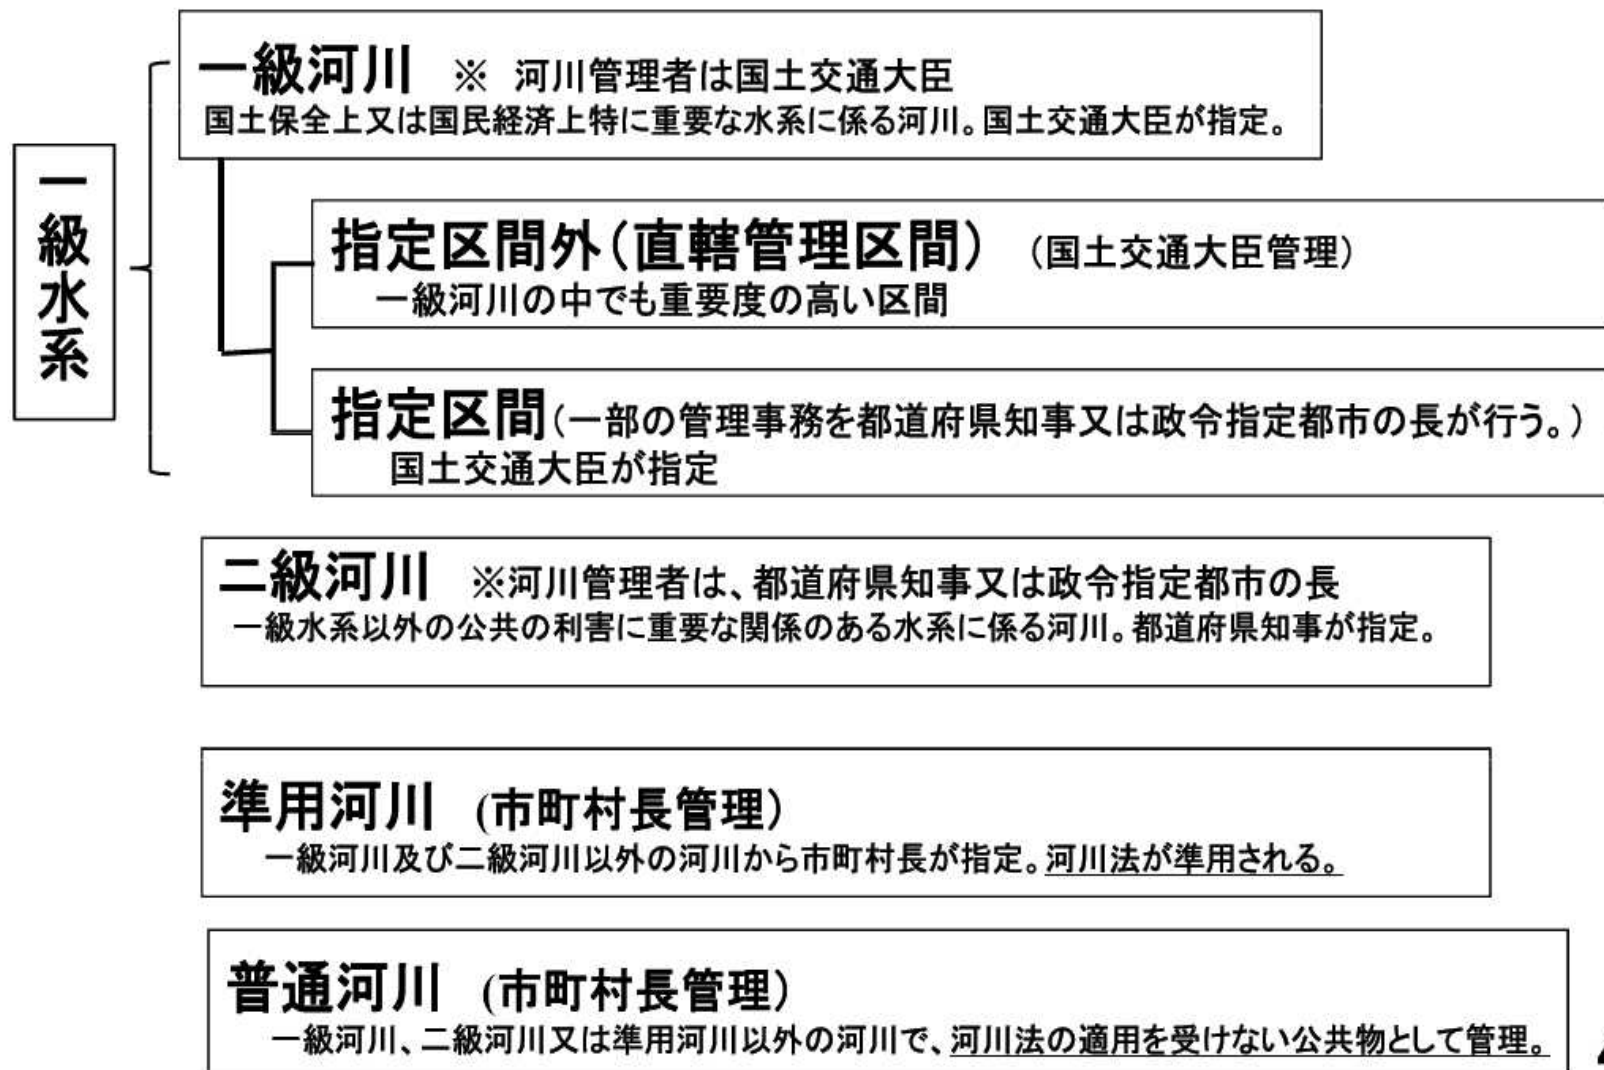 一級水系
一級河川 ※ 河川管理者は国土交通大臣
国土保全上又は国民経済上特に重要な水系に係る河川。国土交通大臣が指定。
指定区間外(直轄管理区間) (国土交通大臣管理)
一級河川の中でも重要度の高い区間
指定区間(一部の管理事務を都道府県知事又は政令指定都市の長が行う。)
国土交通大臣が指定
二級河川 ※河川管理者は、都道府県知事又は政令指定都市の長
一級水系以外の公共の利害に重要な関係のある水系に係る河川。都道府県知事が指定。
準用河川 (市町村長管理)
一級河川及び二級河川以外の河川から市町村長が指定。河川法が準用される。
普通河川 (市町村長管理)
一級河川、二級河川又は準用河川以外の河川で、河川法の適用を受けない公共物として管理。